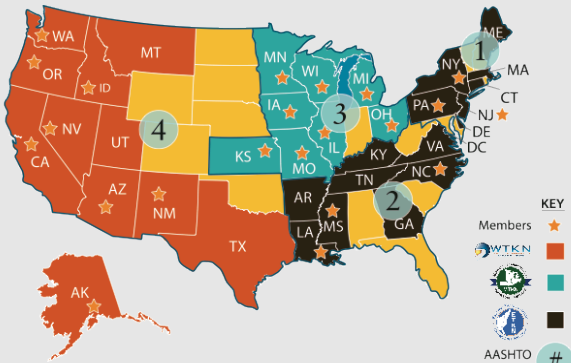 WA
OR
ID
MT
NV
CA
UT
AZ
NM
TX
AK
4
MN
WI
MI
IA
IL
OH
KS
MO
3
ME
NY
MA
CT
PA
NJ
DE
DC
1
VA
KY
TN
NC
AR
LA
MS
GA
2
KEY
Members
WTKN
AASHTO #